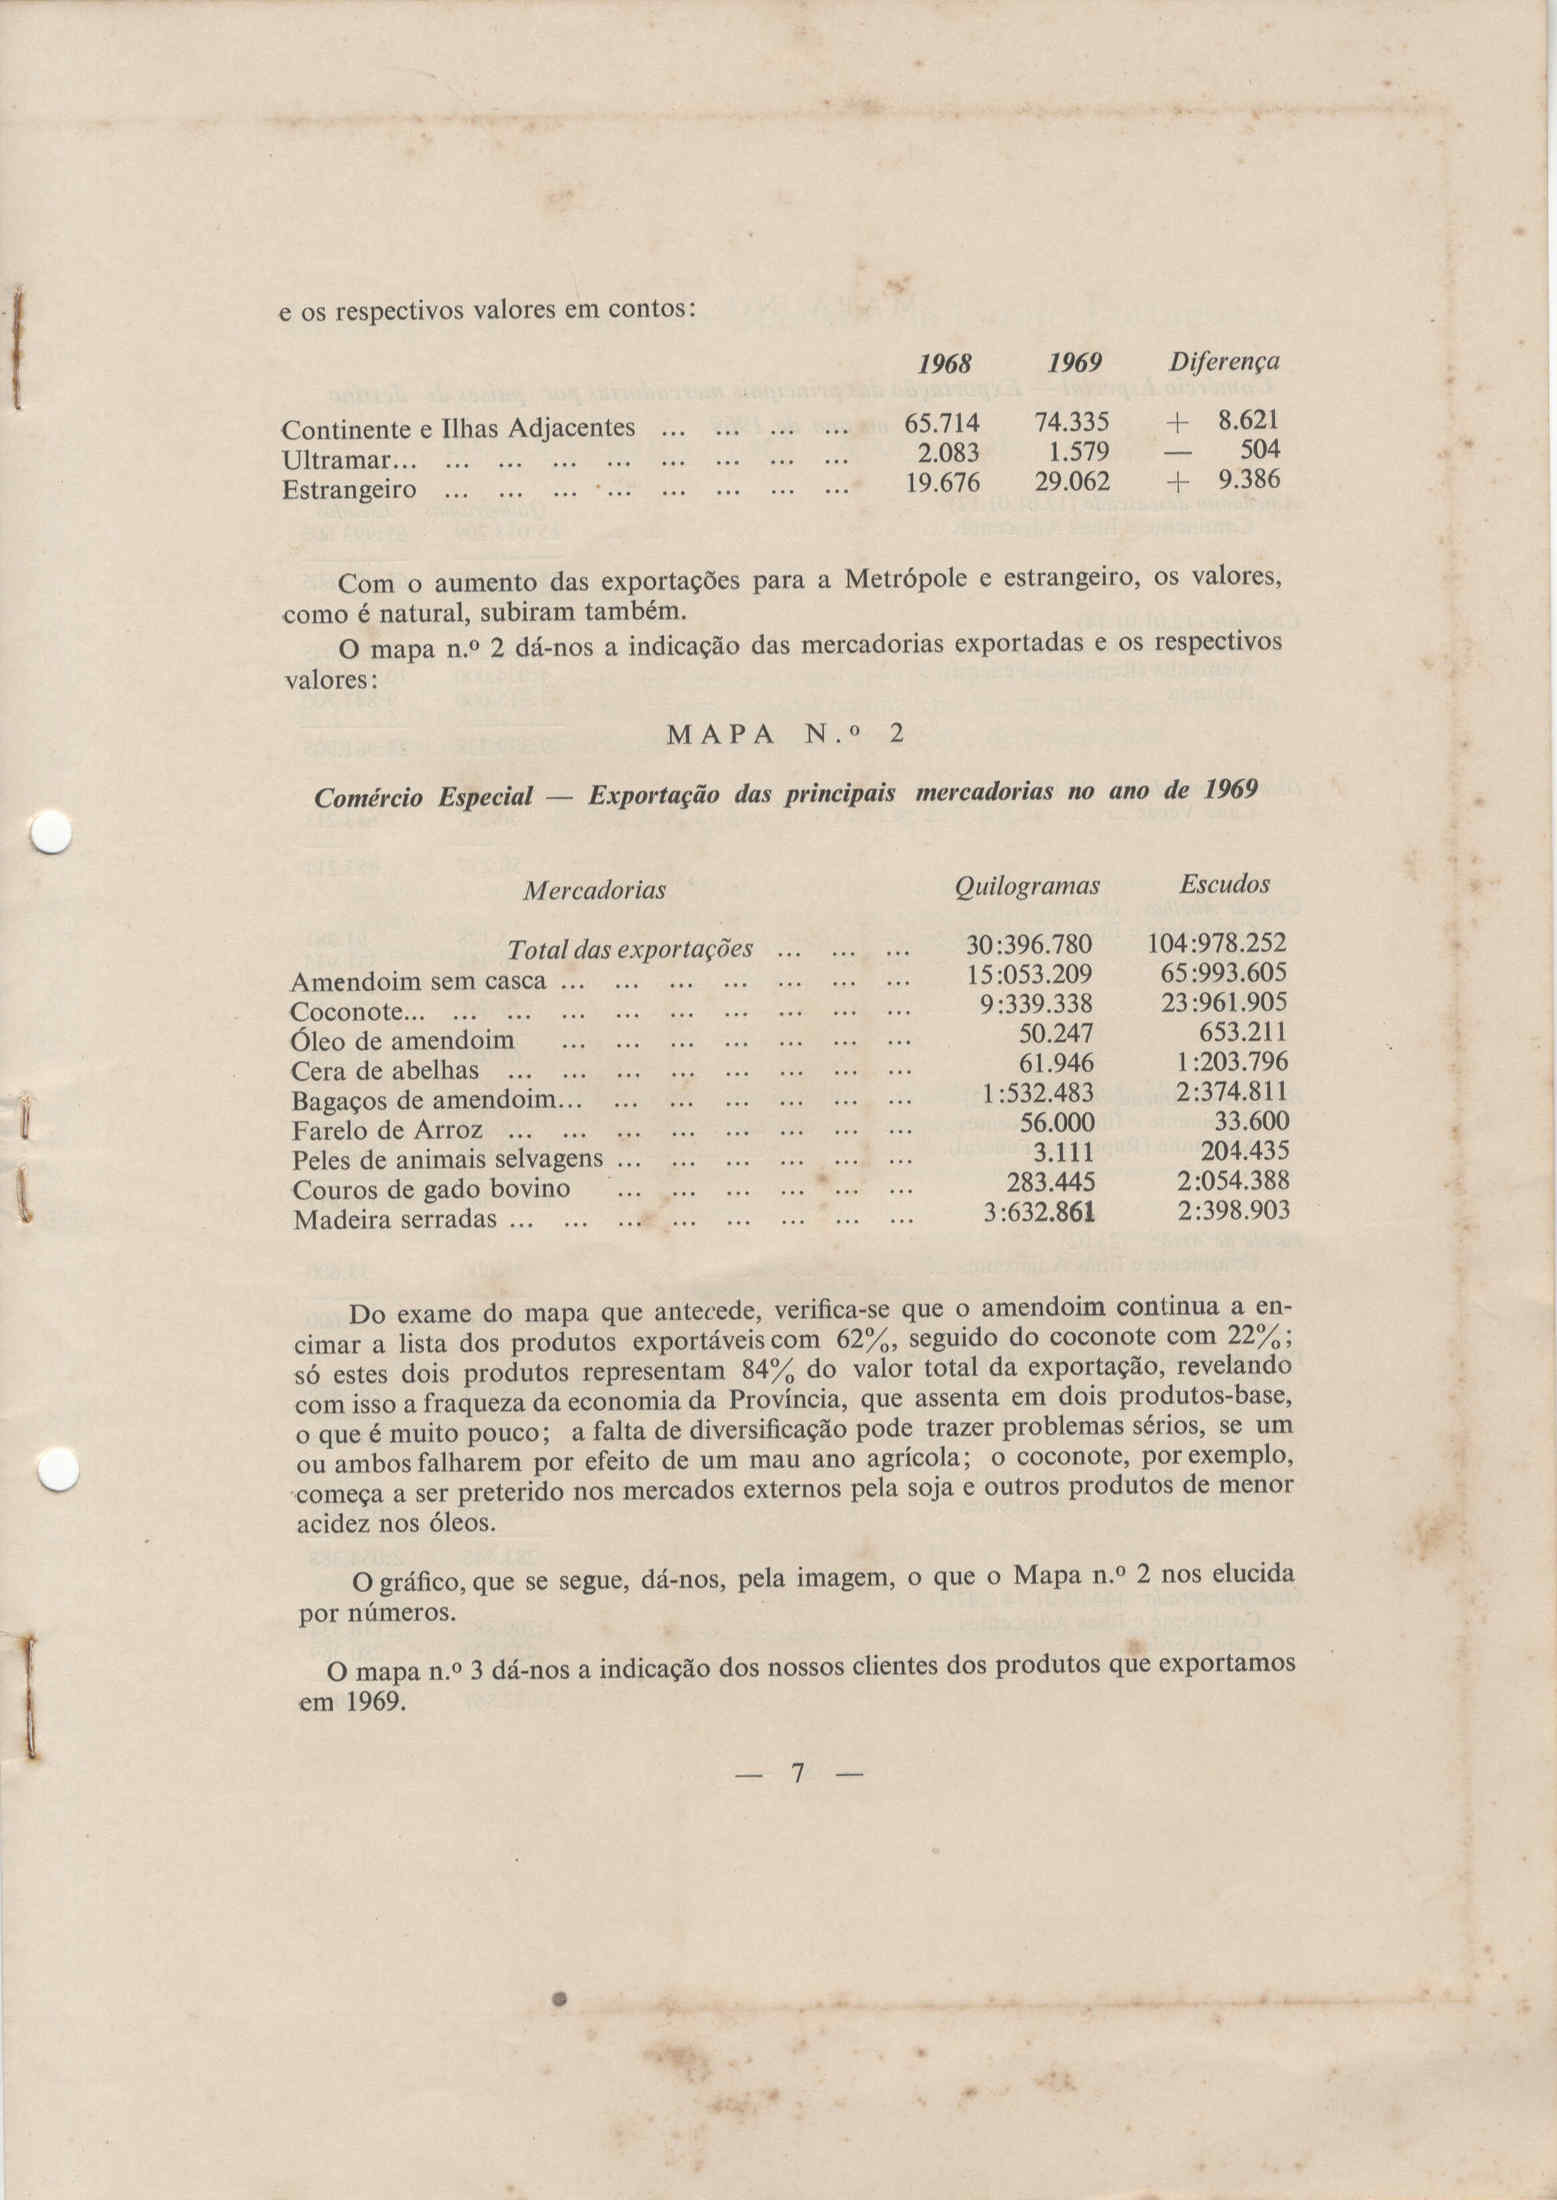 e os respectivos valores em contos:
1968 1969 Diferença
Continente e Ilhas Adjacentes ... ... ... ... 65.714 74.335 + 8.621
Ultramar... ... ... ... ... ... ... ... ... 2.083 1.579 — 504
Estrangeiro ... ... ... ... ... ... ... ... 19.676 29.062 + 9.386
Com o aumento das exportações para a Metrópole e estrangeiro, os valores,
como é natural, subiram também.
O mapa n.º 2 dá-nos a indicação das mercadorias exportadas e os respectivos
valores:
MAPA N.º 2
Comércio Especial — Exportação das principais mercadorias no ano de 1969
Mercadorias Quilogramas Escudos
Total das exportações ... ... ... 30:396.780 104:978.252
Amendoim sem casca ... ... ... ... ... ... ... 15:053.209 65:993.605
Coconote... ... ... ... ... ... ... ... ... ... 9:339.338 23:961.905
Óleo de amendoim ... ... ... ... ... ... ... 50.247 653.211
Cera de abelhas ... ... ... ... ... ... ... ... 61.946 1:203.796
Bagaços de amendoim... ... ... ... ... ... ... 1:532.483 2:374.811
Farelo de Arroz ... ... ... ... ... ... ... ... 56.000 33.600
Peles de animais selvagens ... ... ... ... ... ... 3.111 204.435
Couros de gado bovino ... ... ... ... ... ... 283.445 2:054.388
Madeira serradas ... ... ... ... ... ... ... ... 3:632.861 2:398.903
Do exame do mapa que antecede, verifica-se que o amendoim continua a en-
cimar a lista dos produtos exportáveis com 62%, seguido do coconote com 22%;
só estes dois produtos representam 84% do valor total da exportação, revelando
com isso a fraqueza da economia da Província, que assenta em dois produtos-base,
o que é muito pouco; a falta de diversificação pode trazer problemas sérios, se um
ou ambos falharem por efeito de um mau ano agrícola; o coconote, por exemplo,
começa a ser preterido nos mercados externos pela soja e outros produtos de menor
acidez nos óleos.
O gráfico, que se segue, dá-nos, pela imagem, o que o Mapa n.º 2 nos elucida
por números.
O mapa n.º 3 dá-nos a indicação dos nossos clientes dos produtos que exportamos
em 1969.
— 7 —